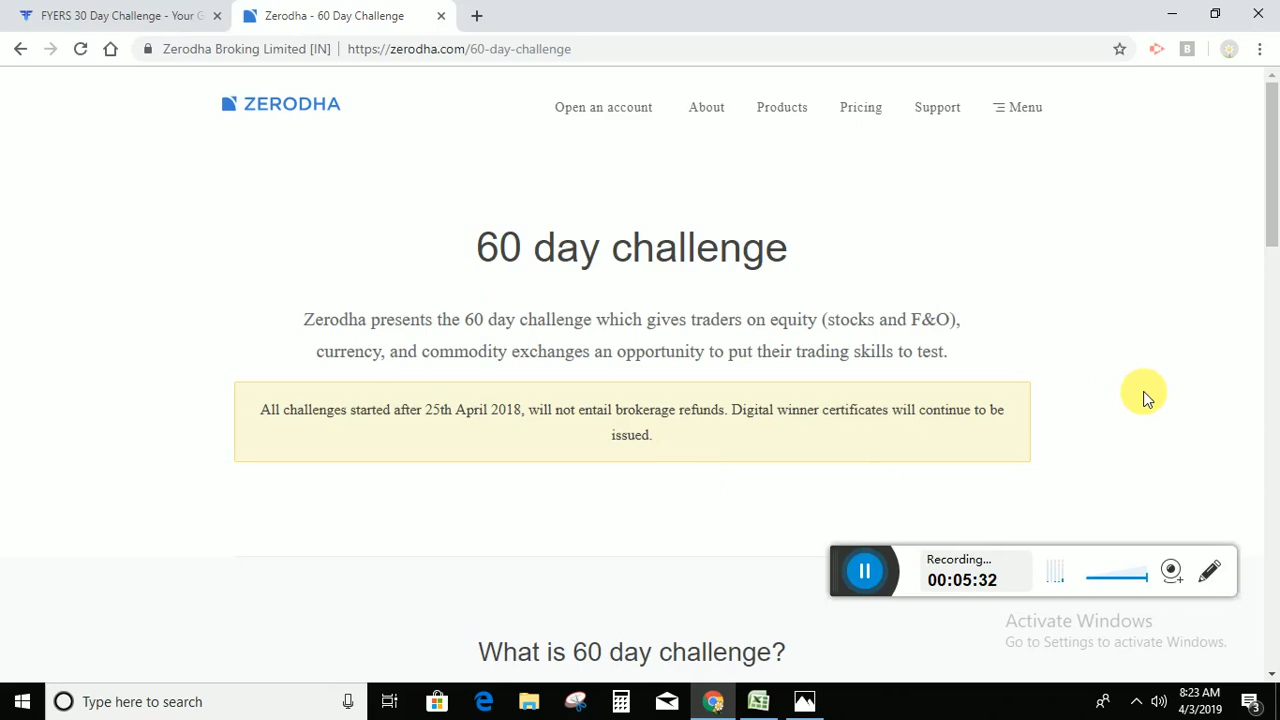 FYERS 30 Day Challenge - Your G
Zerodha - 60 Day Challenge
Zerodha Broking Limited [IN] | https://zerodha.com/60-day-challenge
B
ZERODHA
Open an account
About
Products
Pricing
Support
Menu
60 day challenge
Zerodha presents the 60 day challenge which gives traders on equity (stocks and F&O),
currency, and commodity exchanges an opportunity to put their trading skills to test.
All challenges started after 25th April 2018, will not entail brokerage refunds. Digital winner certificates will continue to be
issued.
Recording...
00:05:32
Activate Windows
Go to Settings to activate Windows.
What is 60 day challenge?
Type here to search
8:23 AM
4/3/2019
3